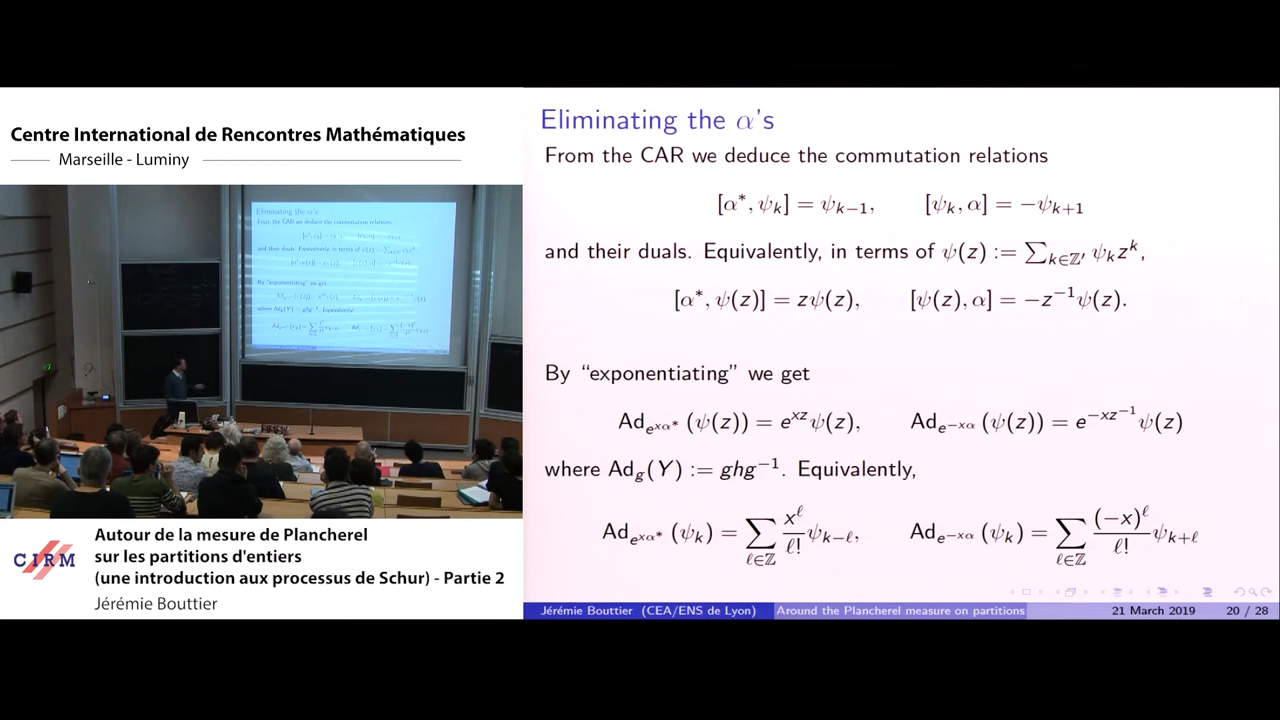 Centre International de Rencontres Mathématiques
Marseille - Luminy
Autour de la mesure de Plancherel
sur les partitions d'entiers
(une introduction aux processus de Schur) - Partie 2
Jérémie Bouttier
CIRM
Eliminating the α's
From the CAR we deduce the commutation relations
[α*, ψ_k] = ψ_{k−1}, [ψ_k, α] = −ψ_{k+1}
and their duals. Equivalently, in terms of ψ(z) := ∑_{k∈ℤ′} ψ_k z^k,
[α*, ψ(z)] = zψ(z), [ψ(z), α] = −z^{−1}ψ(z).
By “exponentiating” we get
Ad_{e^{xα*}}(ψ(z)) = e^{xz}ψ(z), Ad_{e^{−xα}}(ψ(z)) = e^{−xz^{−1}}ψ(z)
where Ad_g(Y) := ghg^{−1}. Equivalently,
Ad_{e^{xα*}}(ψ_k) = ∑_{ℓ∈ℤ} x^ℓ/ℓ! ψ_{k−ℓ}, Ad_{e^{−xα}}(ψ_k) = ∑_{ℓ∈ℤ} (−x)^ℓ/ℓ! ψ_{k+ℓ}
Jérémie Bouttier (CEA/ENS de Lyon) Around the Plancherel measure on partitions 21 March 2019 20 / 28